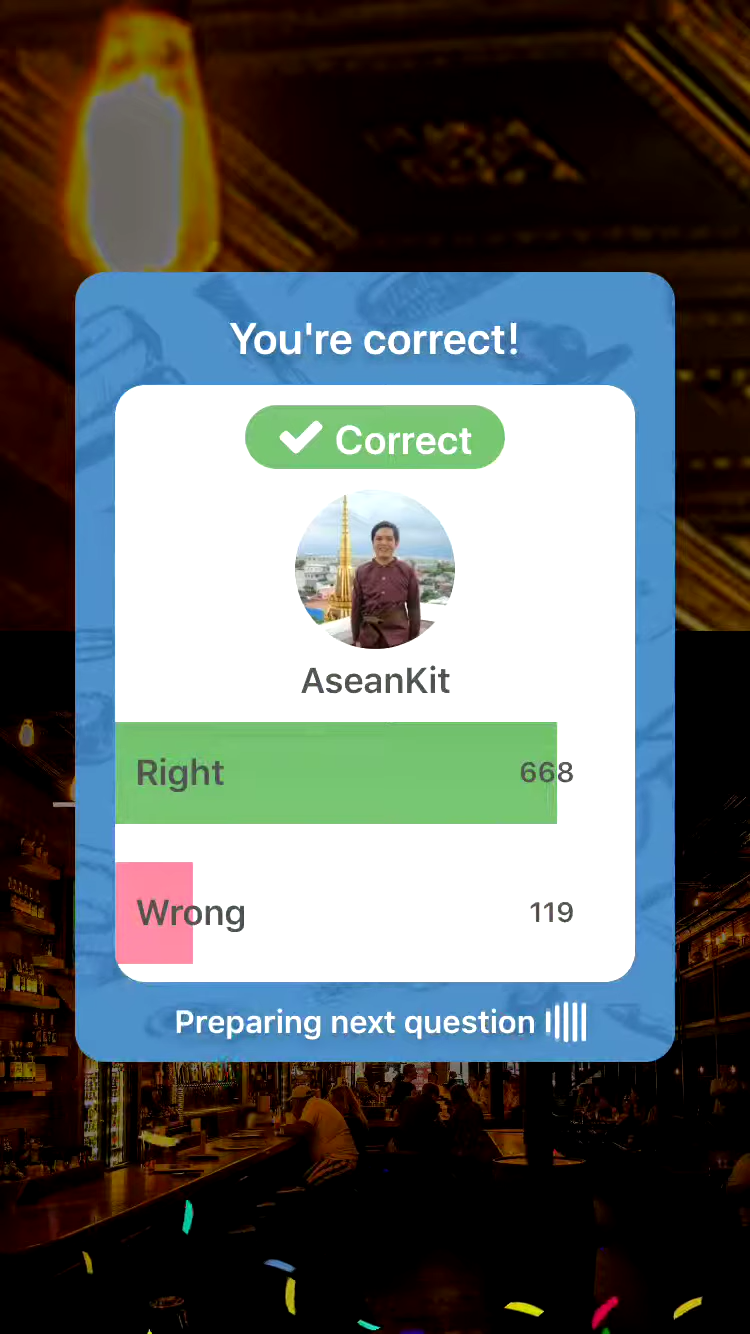 You're correct!
Correct
AseanKit
Right 668
Wrong 119
Preparing next question